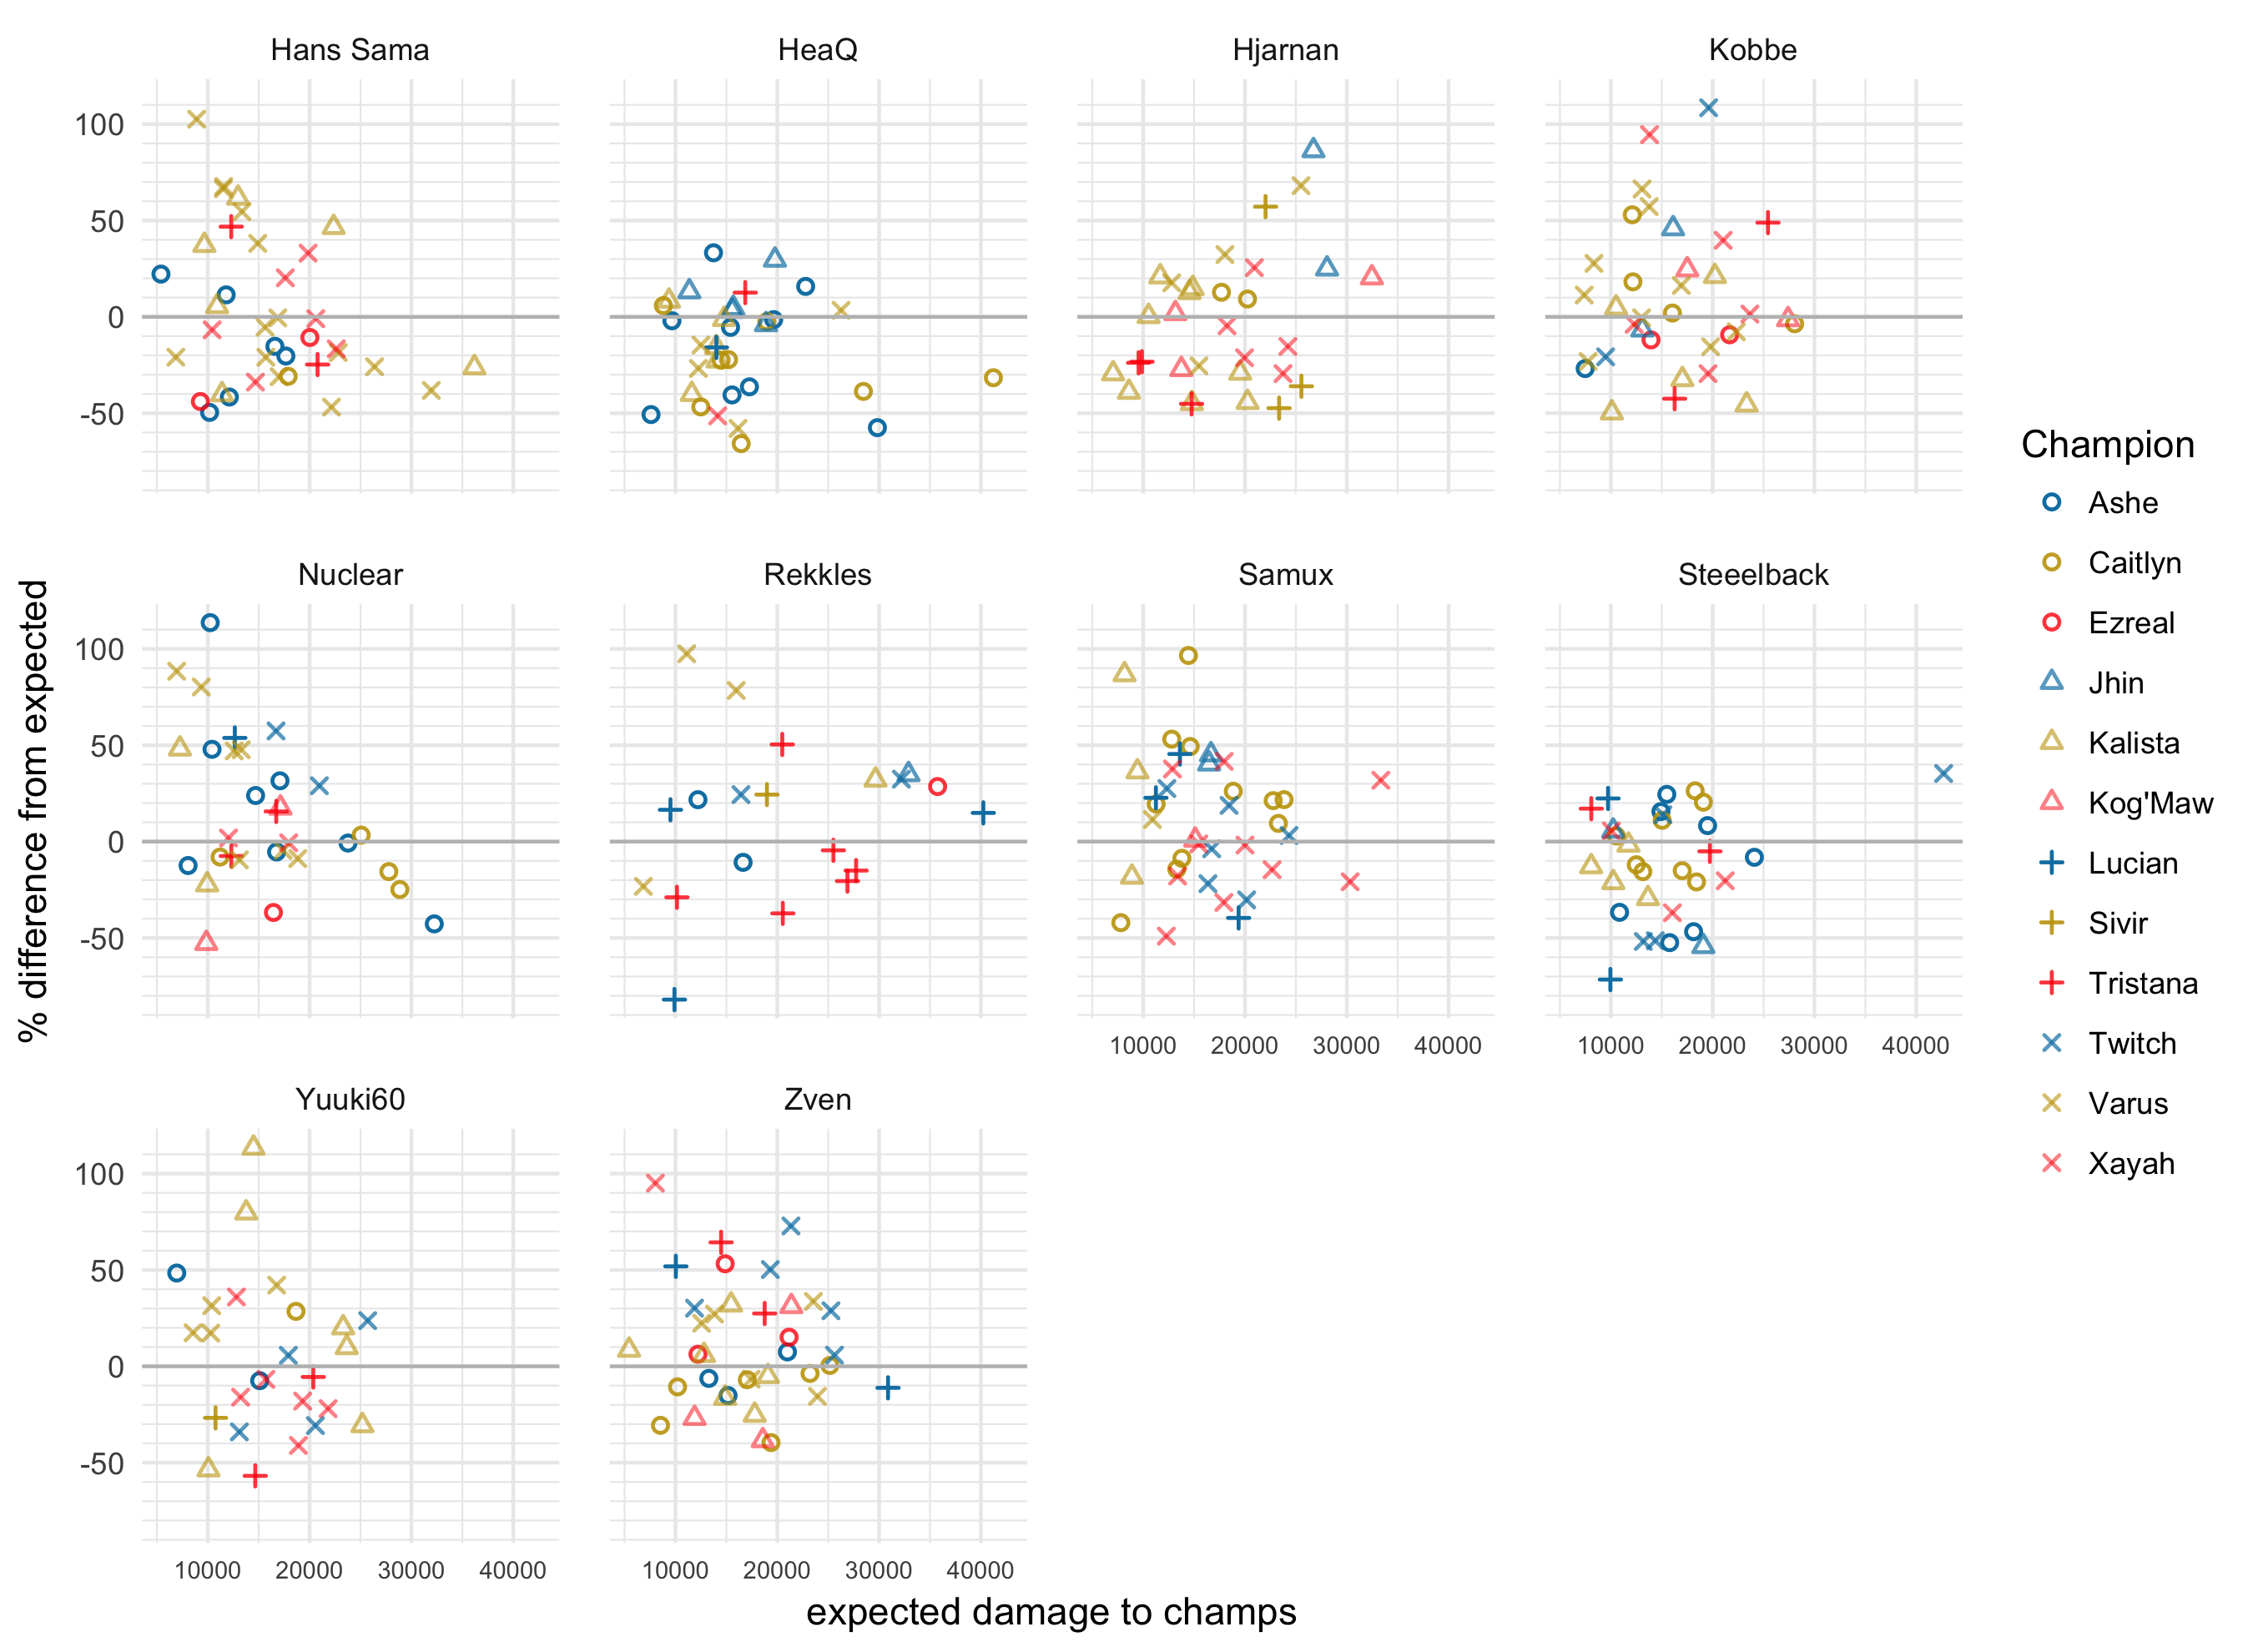 Hans Sama
HeaQ
Hjarnan
Kobbe
100
50
0
-50
Nuclear
Rekkles
Samux
Steeelback
100
50
0
-50
10000 20000 30000 40000
10000 20000 30000 40000
Yuuki60
Zven
100
50
0
-50
10000 20000 30000 40000
10000 20000 30000 40000
expected damage to champs
% difference from expected
Champion
Ashe
Caitlyn
Ezreal
Jhin
Kalista
Kog'Maw
Lucian
Sivir
Tristana
Twitch
Varus
Xayah